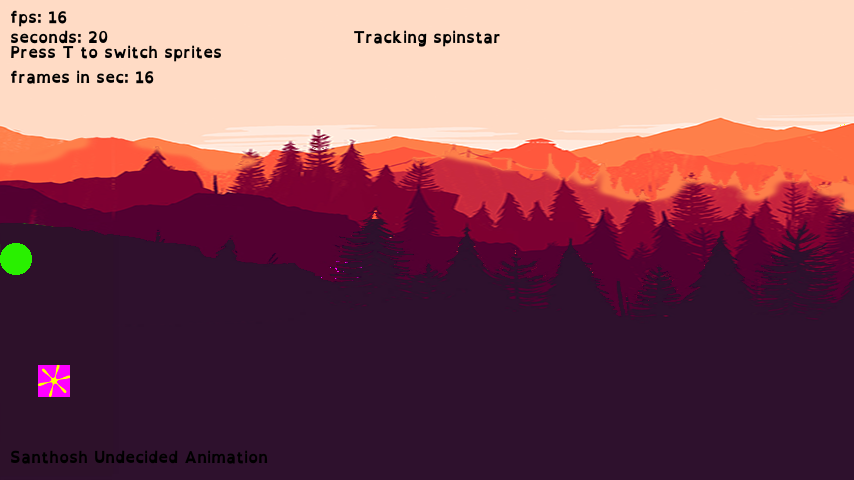 fps: 16
seconds: 20
Tracking spinstar
Press T to switch sprites
frames in sec: 16
Santhosh Undecided Animation